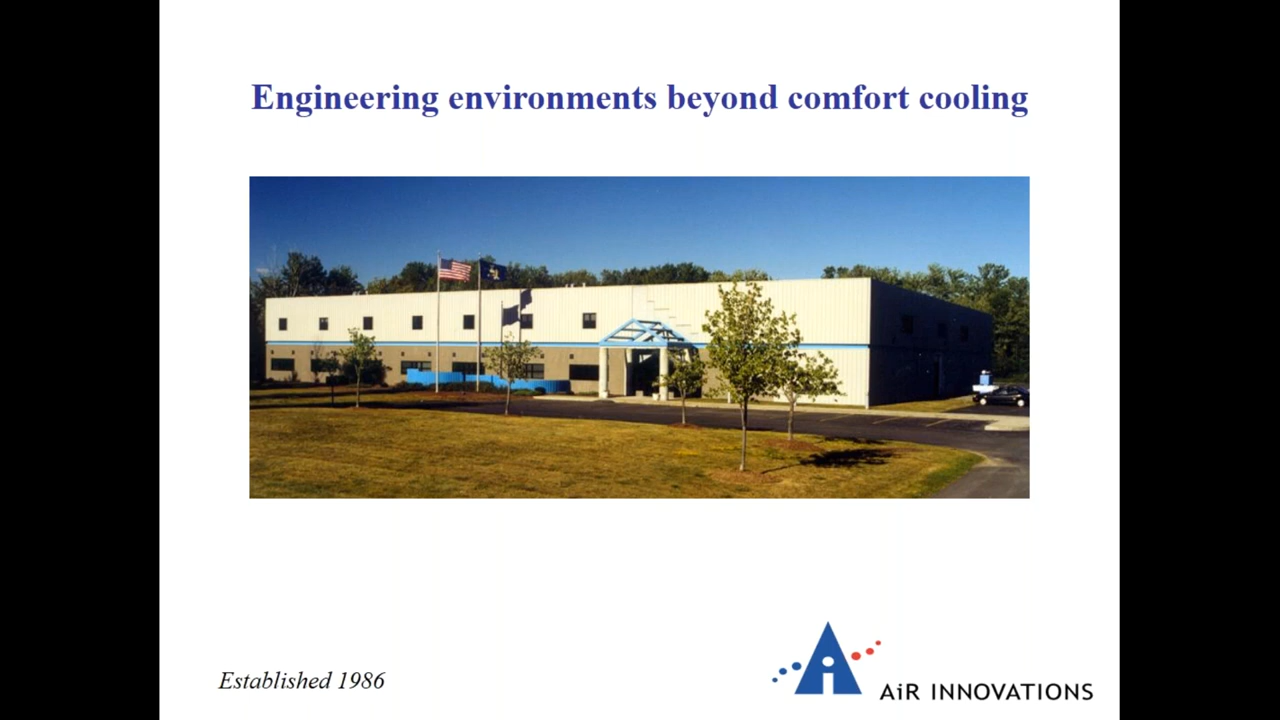 Engineering environments beyond comfort cooling
Established 1986
AiR INNOVATIONS